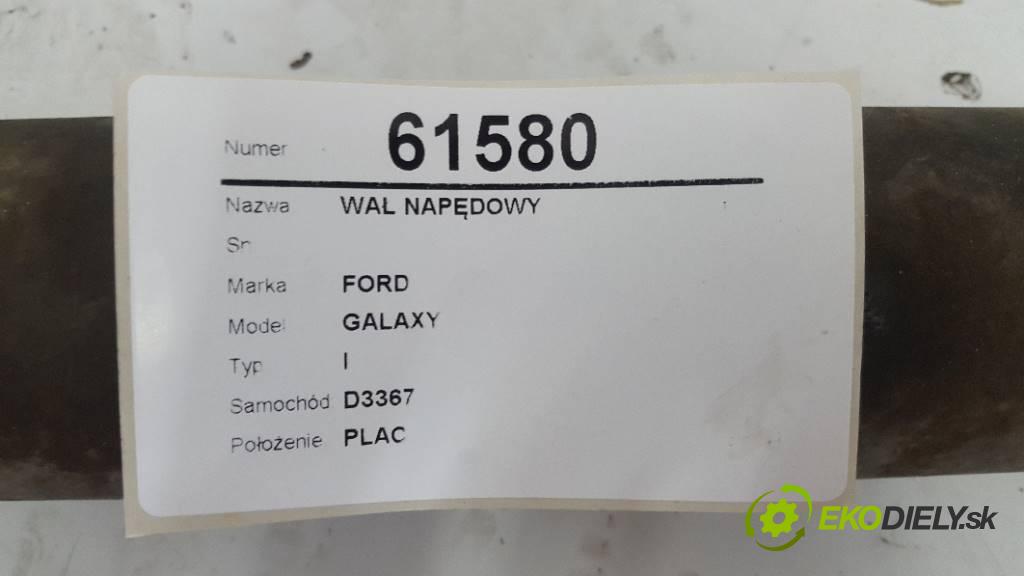 Numer 61580
Nazwa WAŁ NAPĘDOWY
Sn
Marka FORD
Model GALAXY
Typ I
Samochód D3367
Położenie PLAC
EKODIELY.sk